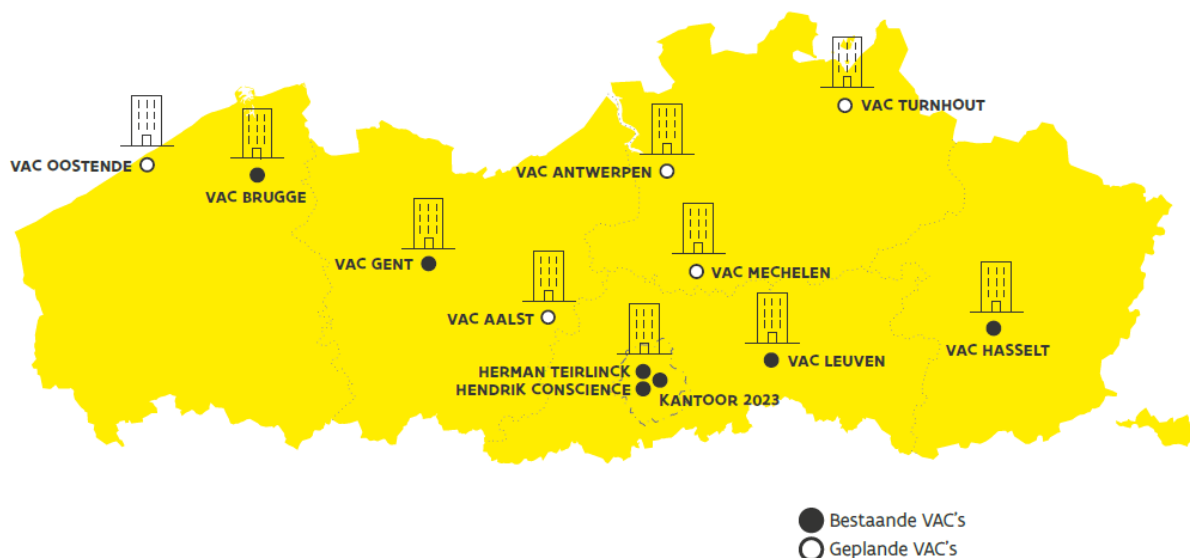 VAC TURNHOUT
VAC OOSTENDE
VAC ANTWERPEN
VAC BRUGGE
VAC GENT
VAC MECHELEN
VAC AALST
VAC HASSELT
VAC LEUVEN
HERMAN TEIRLINCK
HENDRIK CONSCIENCE
KANTOOR 2023
Bestaande VAC's
Geplande VAC's